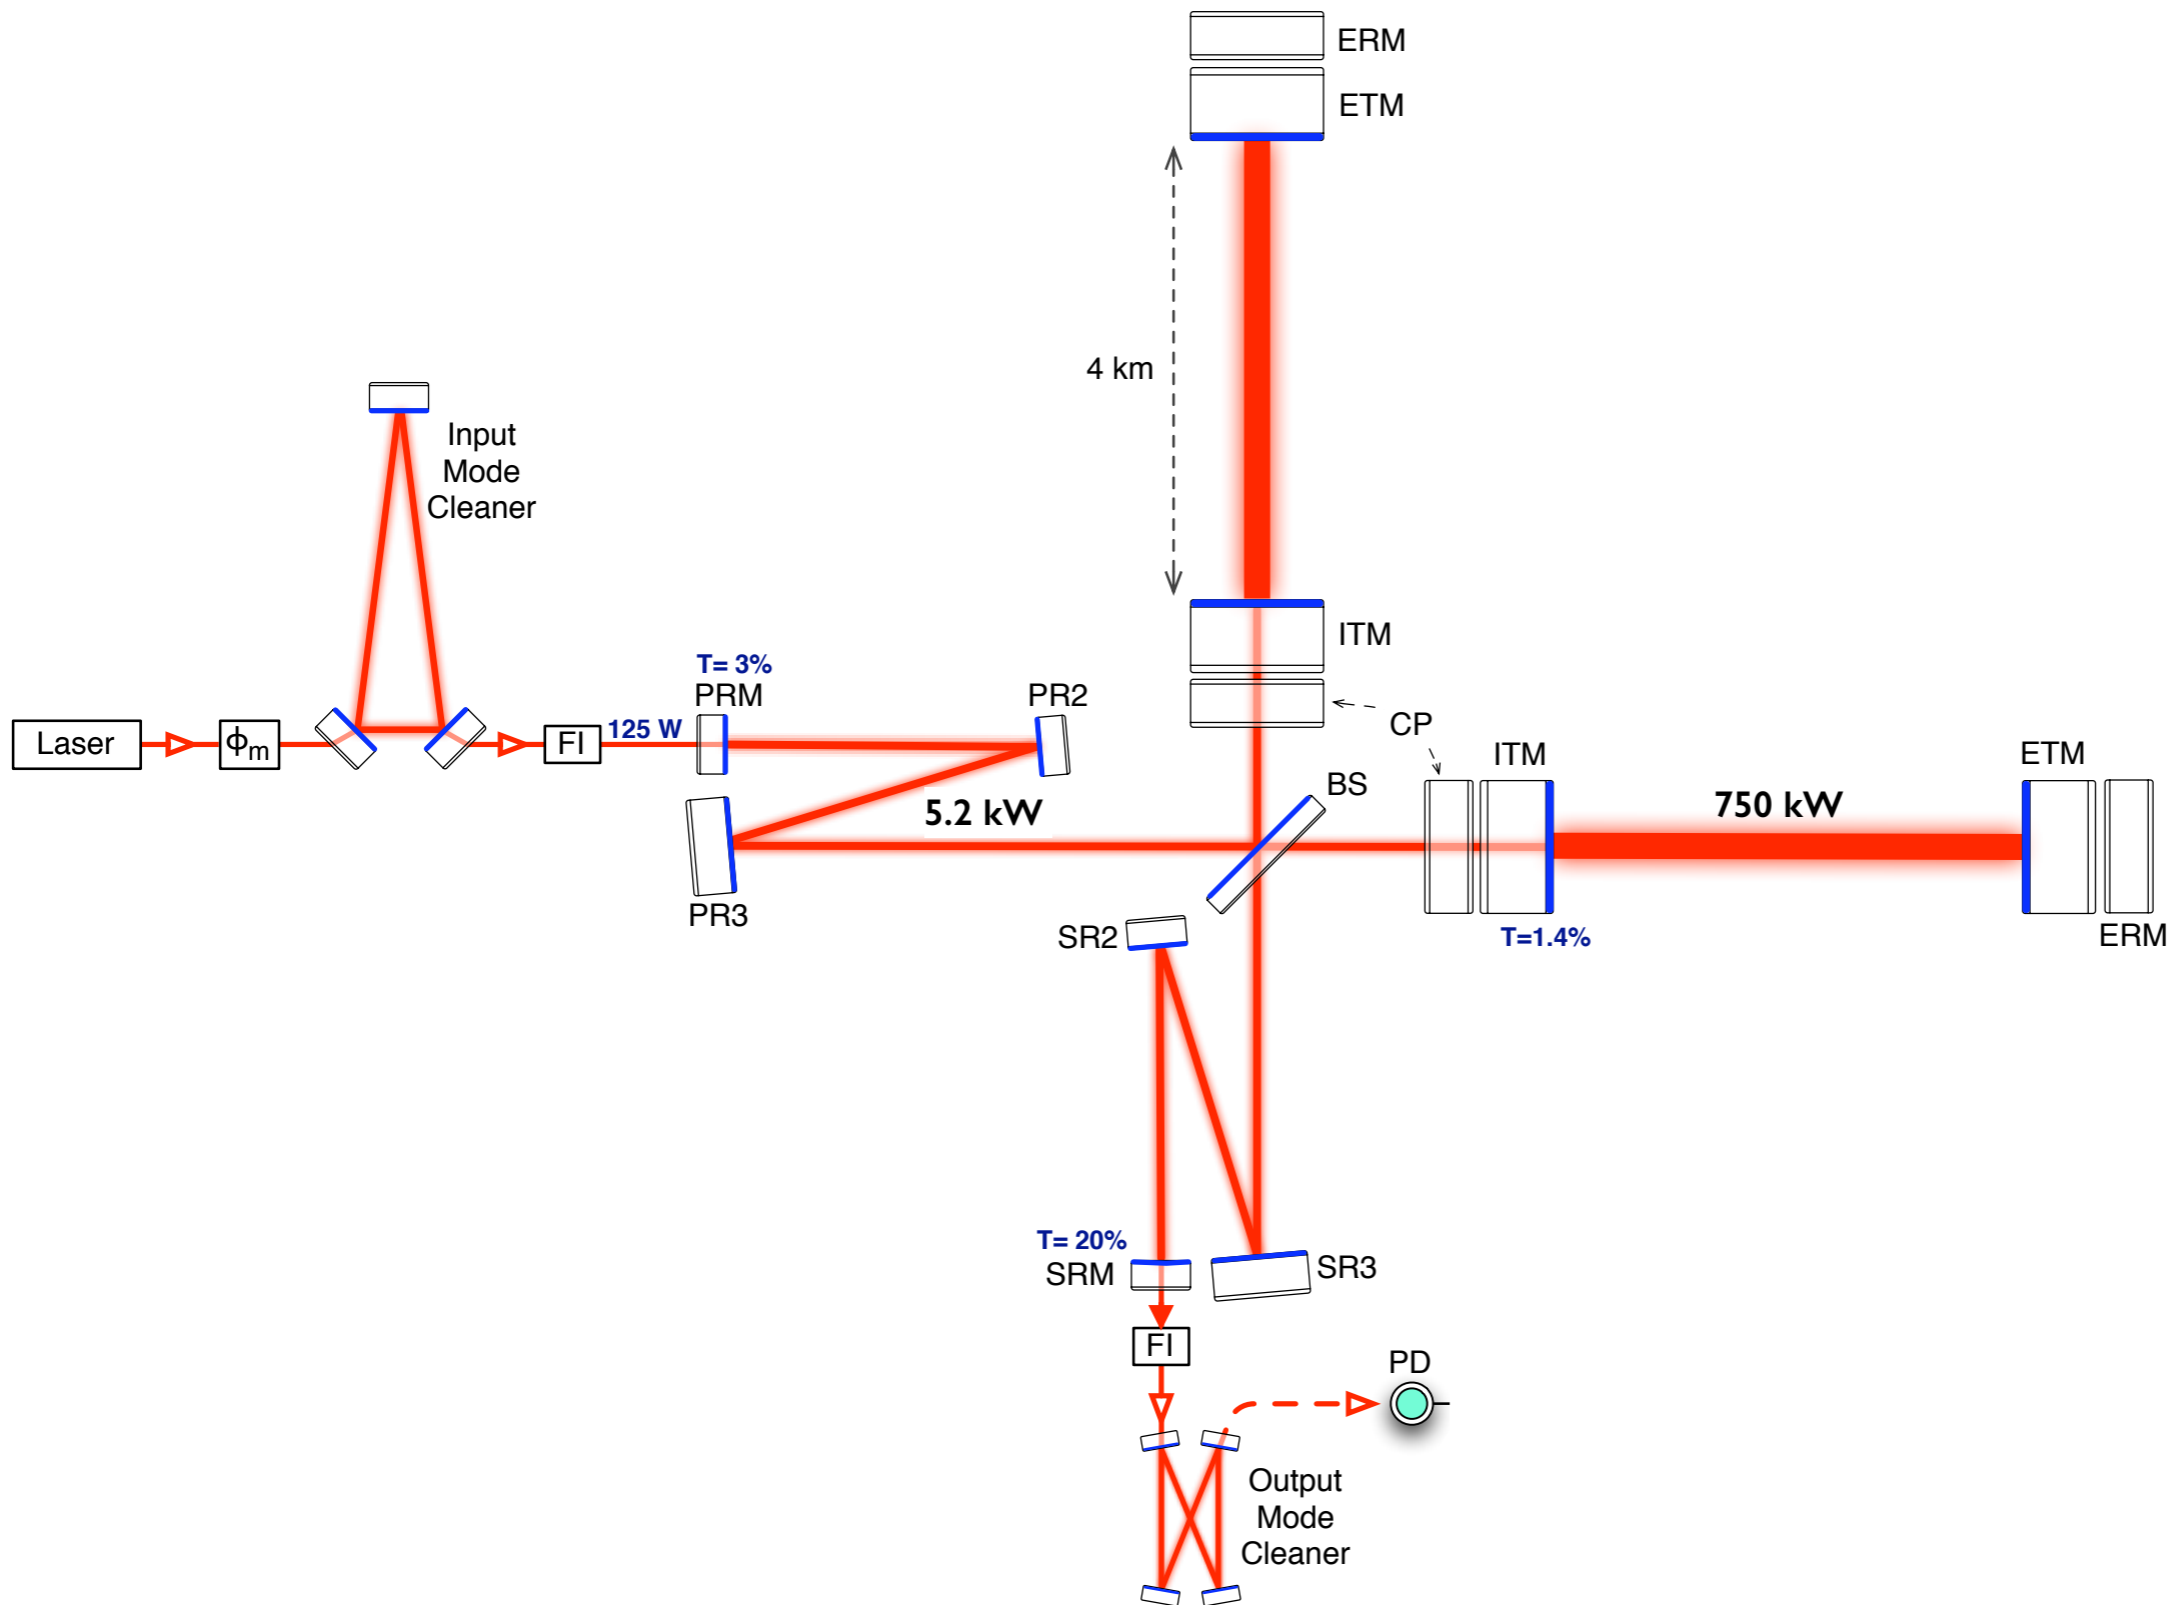 ERM
ETM
4 km
Input
Mode
Cleaner
ITM
T= 3%
PRM
PR2
CP
Laser
ϕm
FI
125 W
ITM
ETM
BS
5.2 kW
750 kW
PR3
SR2
T=1.4%
ERM
T= 20%
SRM
SR3
FI
PD
Output
Mode
Cleaner